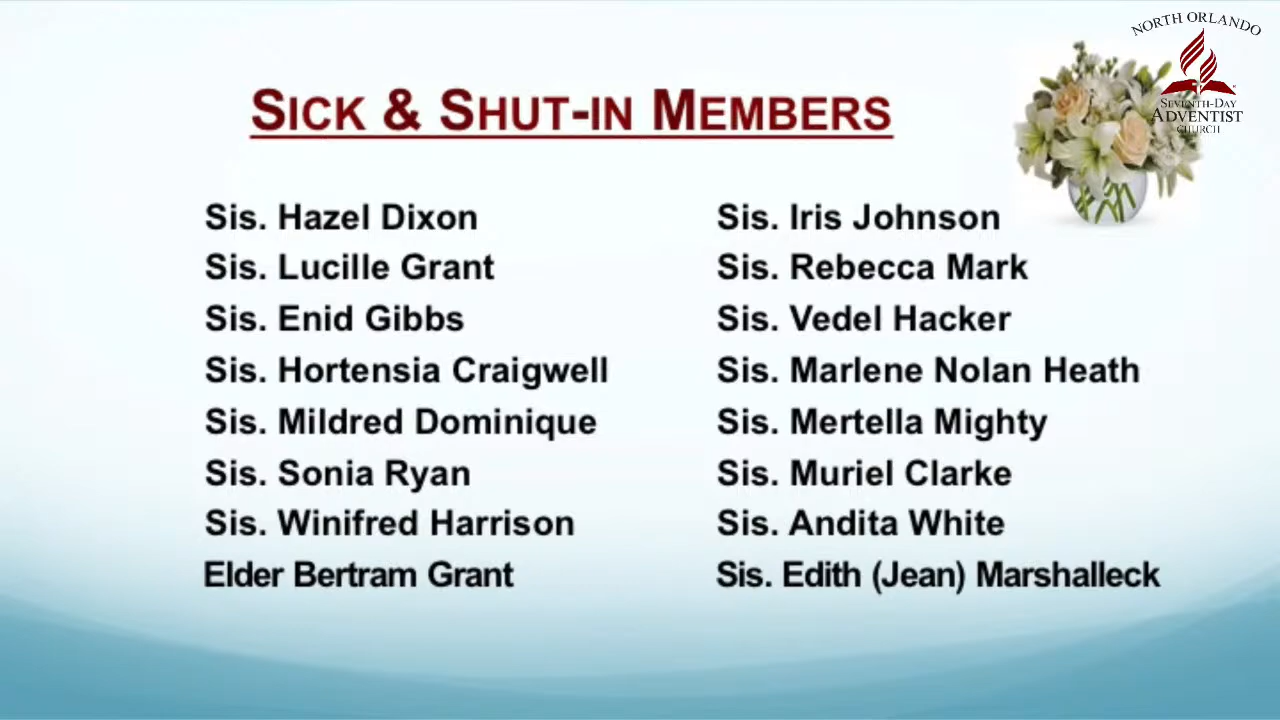 NORTH ORLANDO
SEVENTH-DAY
ADVENTIST
CHURCH
SICK & SHUT-IN MEMBERS
Sis. Hazel Dixon
Sis. Lucille Grant
Sis. Enid Gibbs
Sis. Hortensia Craigwell
Sis. Mildred Dominique
Sis. Sonia Ryan
Sis. Winifred Harrison
Elder Bertram Grant
Sis. Iris Johnson
Sis. Rebecca Mark
Sis. Vedel Hacker
Sis. Marlene Nolan Heath
Sis. Mertella Mighty
Sis. Muriel Clarke
Sis. Andita White
Sis. Edith (Jean) Marshalleck